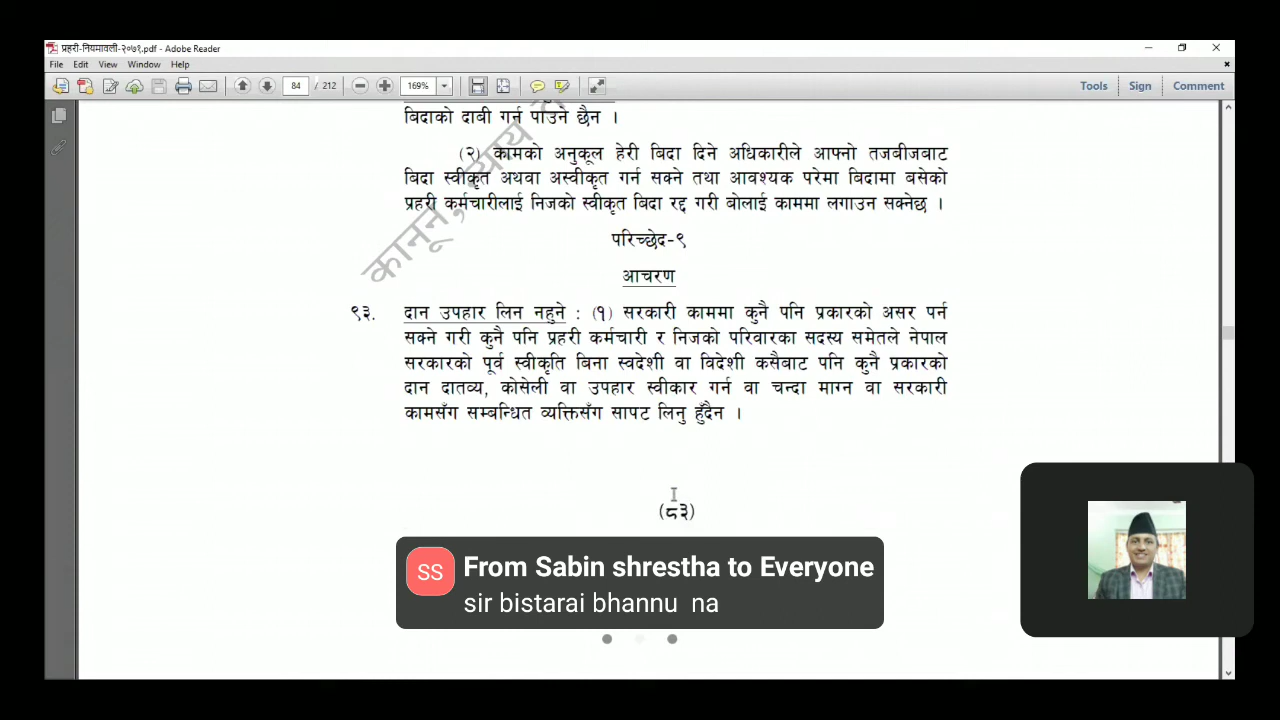 प्रहरी-नियमावली-२०७१.pdf - Adobe Reader
File Edit View Window Help
84 / 212 169% Tools Sign Comment
बिदाको दाबी गर्न पाउने छैन ।
(२) कामको अनुकूल हेरी बिदा दिने अधिकारीले आफ्नो तजबीजबाट
बिदा स्वीकृत अथवा अस्वीकृत गर्न सक्ने तथा आवश्यक परेमा बिदामा बसेको
प्रहरी कर्मचारीलाई निजको स्वीकृत बिदा रद्द गरी बोलाई काममा लगाउन सक्नेछ ।
कानून, न्याय
परिच्छेद-९
आचरण
९३. दान उपहार लिन नहुने : (१) सरकारी काममा कुनै पनि प्रकारको असर पर्न
सक्ने गरी कुनै पनि प्रहरी कर्मचारी र निजको परिवारका सदस्य समेतले नेपाल
सरकारको पूर्व स्वीकृति बिना स्वदेशी वा विदेशी कसैबाट पनि कुनै प्रकारको
दान दातव्य, कोसेली वा उपहार स्वीकार गर्न वा चन्दा माग्न वा सरकारी
कामसँग सम्बन्धित व्यक्तिसँग सापट लिनु हुँदैन ।
(८३)
SS From Sabin shrestha to Everyone
sir bistarai bhannu na